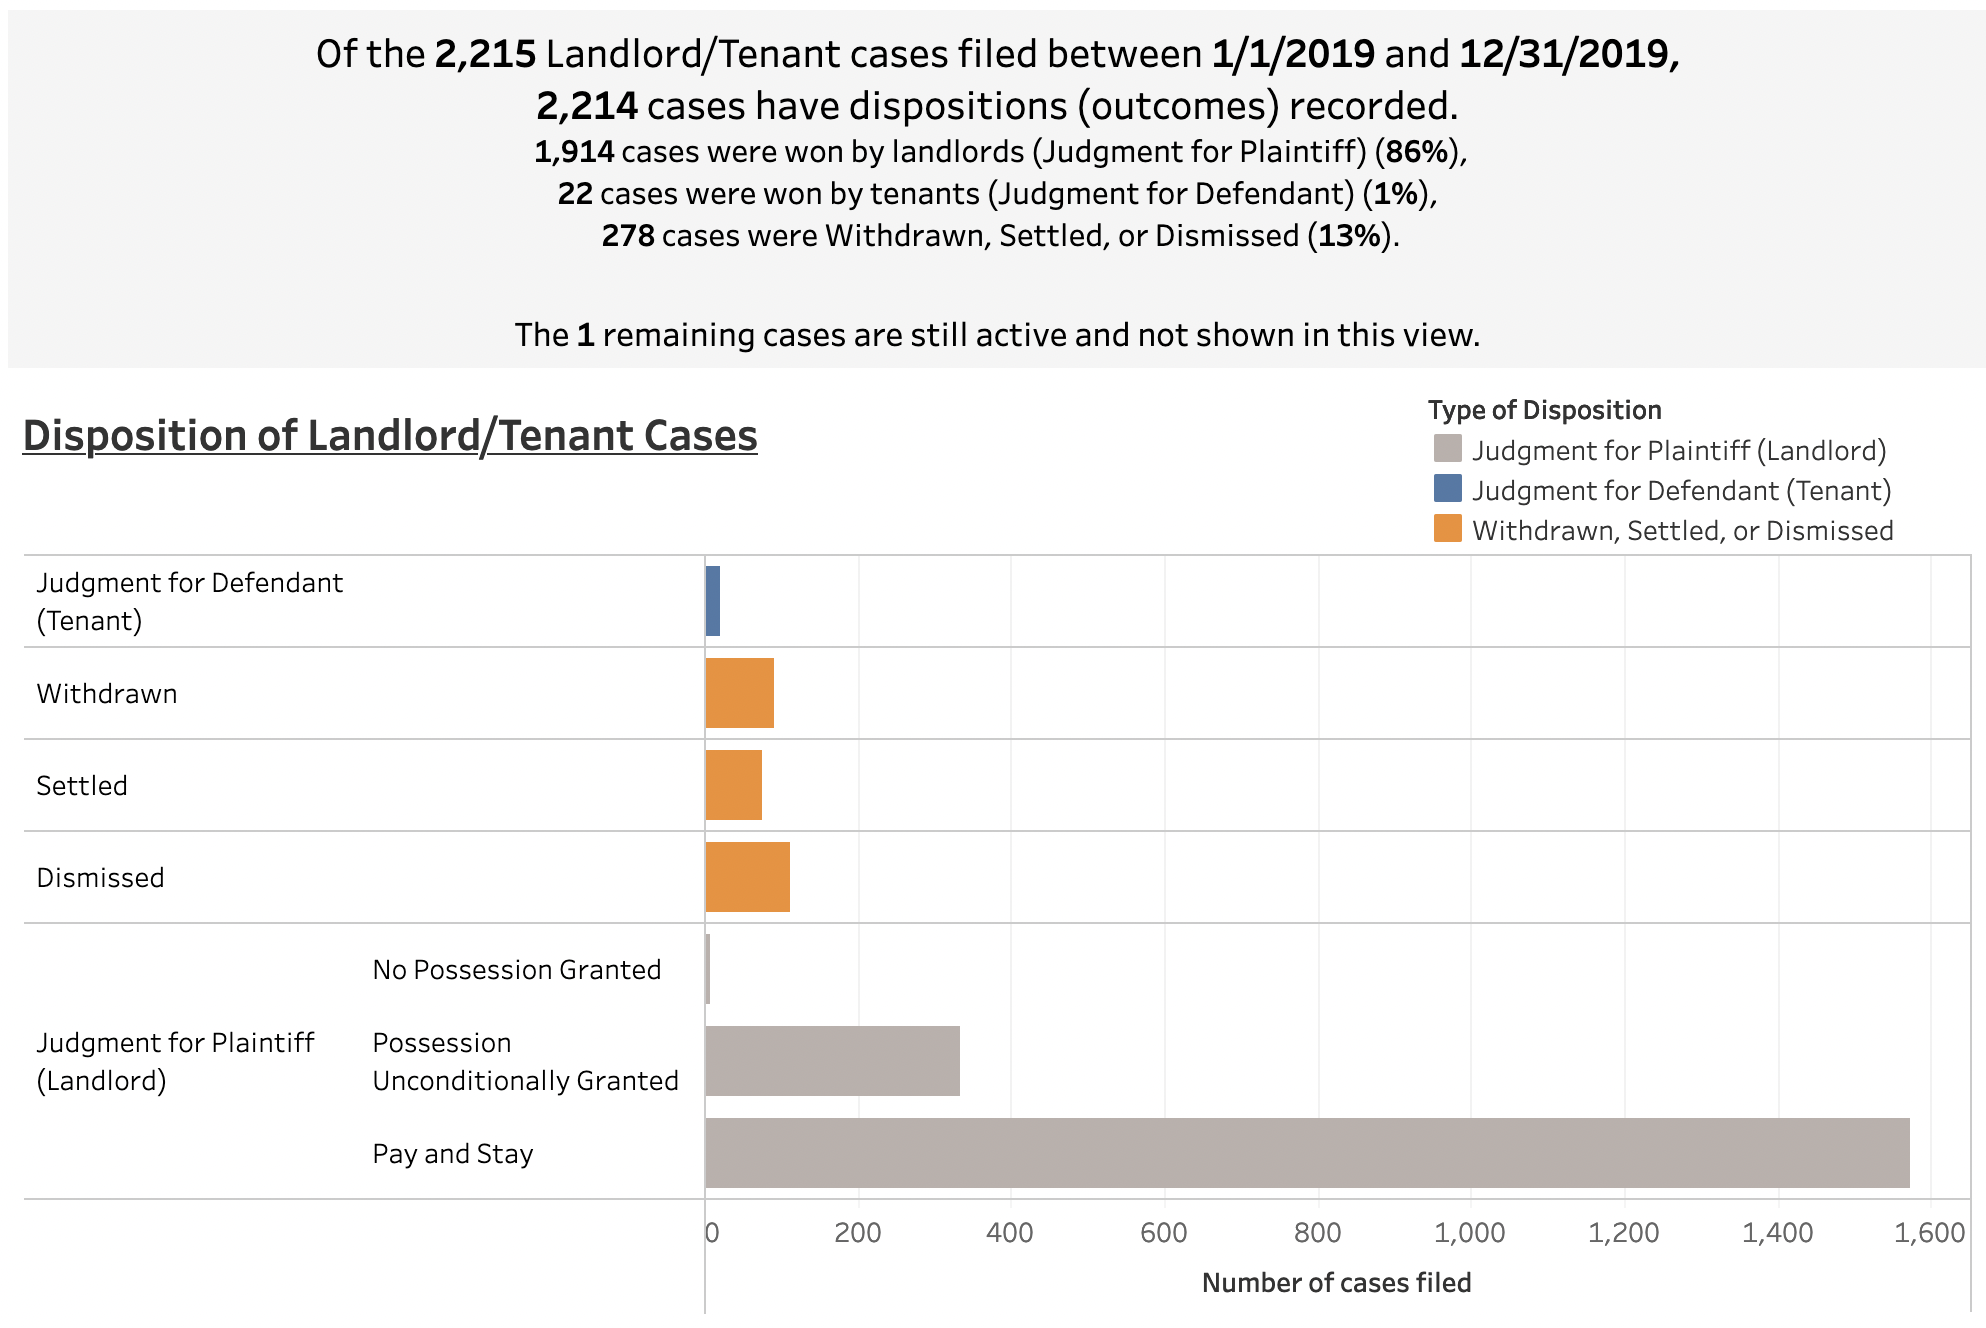 Of the 2,215 Landlord/Tenant cases filed between 1/1/2019 and 12/31/2019,
2,214 cases have dispositions (outcomes) recorded.
1,914 cases were won by landlords (Judgment for Plaintiff) (86%),
22 cases were won by tenants (Judgment for Defendant) (1%),
278 cases were Withdrawn, Settled, or Dismissed (13%).
The 1 remaining cases are still active and not shown in this view.
Disposition of Landlord/Tenant Cases
Type of Disposition
Judgment for Plaintiff (Landlord)
Judgment for Defendant (Tenant)
Withdrawn, Settled, or Dismissed
Judgment for Defendant
(Tenant)
Withdrawn
Settled
Dismissed
Judgment for Plaintiff
(Landlord)
No Possession Granted
Possession
Unconditionally Granted
Pay and Stay
0 200 400 600 800 1,000 1,200 1,400 1,600
Number of cases filed